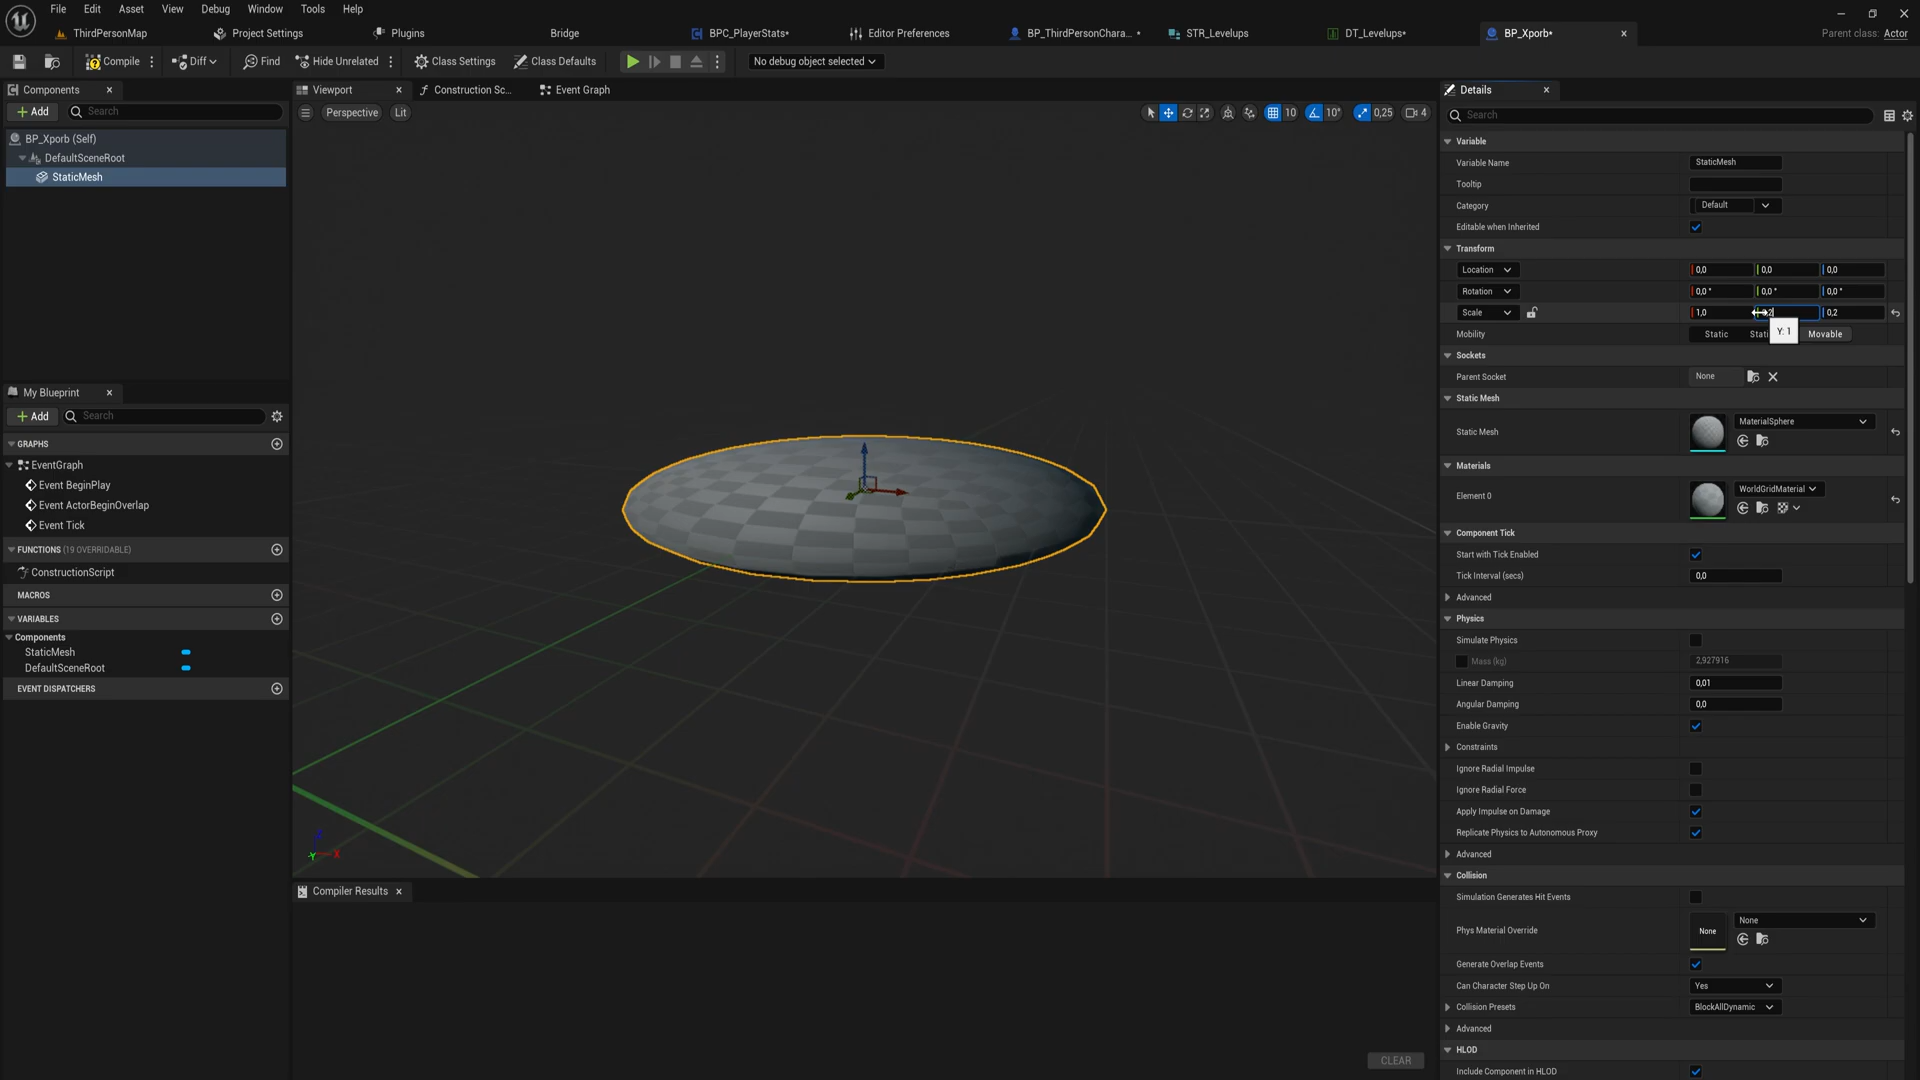 File Edit Asset View Debug Window Tools Help
ThirdPersonMap Project Settings Plugins Bridge BPC_PlayerStats* Editor Preferences BP_ThirdPersonChara... * STR_Levelups DT_Levelups* BP_Xporb* Parent class: Actor
Compile Diff Find Hide Unrelated Class Settings Class Defaults No debug object selected
Components
Add Search
BP_Xporb (Self)
DefaultSceneRoot
StaticMesh
My Blueprint
Add Search
GRAPHS
EventGraph
Event BeginPlay
Event ActorBeginOverlap
Event Tick
FUNCTIONS (19 OVERRIDABLE)
ConstructionScript
MACROS
VARIABLES
Components
StaticMesh
DefaultSceneRoot
EVENT DISPATCHERS
Viewport Construction Sc... Event Graph
Perspective Lit 10 10° 0,25 4
Z
Y X
Compiler Results
CLEAR
Details
Search
Variable
Variable Name StaticMesh
Tooltip
Category Default
Editable when Inherited
Transform
Location 0,0 0,0 0,0
Rotation 0,0 ° 0,0 ° 0,0 °
Scale 1,0 0,2
Y: 1
Mobility Static Movable
Sockets
Parent Socket None
Static Mesh
Static Mesh MaterialSphere
Materials
Element 0 WorldGridMaterial
Component Tick
Start with Tick Enabled
Tick Interval (secs) 0,0
Advanced
Physics
Simulate Physics
Mass (kg) 2,927916
Linear Damping 0,01
Angular Damping 0,0
Enable Gravity
Constraints
Ignore Radial Impulse
Ignore Radial Force
Apply Impulse on Damage
Replicate Physics to Autonomous Proxy
Advanced
Collision
Simulation Generates Hit Events
Phys Material Override None None
Generate Overlap Events
Can Character Step Up On Yes
Collision Presets BlockAllDynamic
Advanced
HLOD
Include Component in HLOD